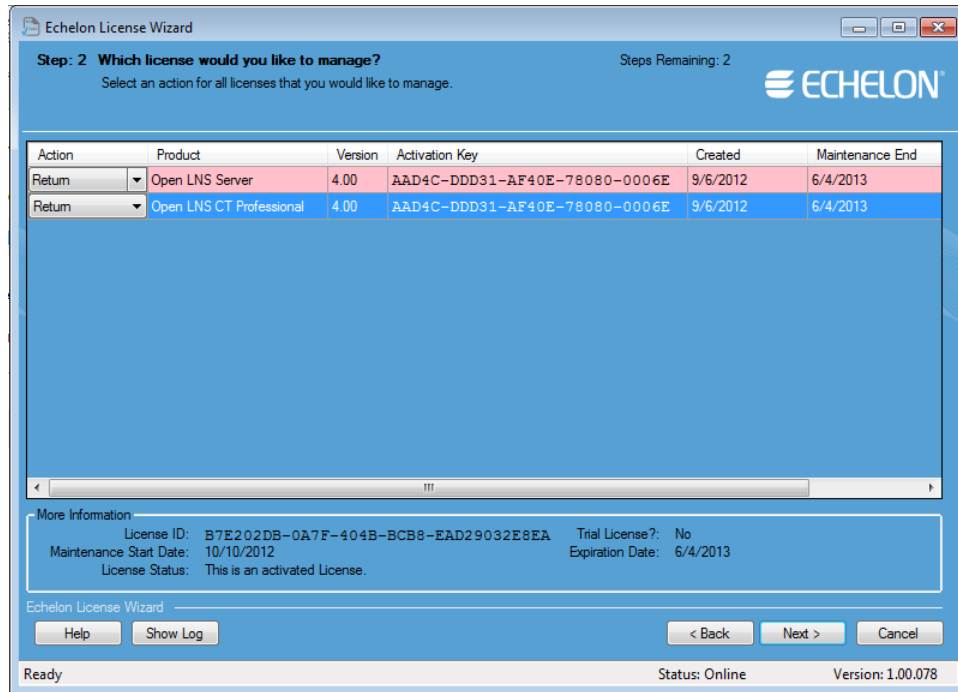 Echelon License Wizard
Step: 2 Which license would you like to manage?
Steps Remaining: 2
Select an action for all licenses that you would like to manage.
ECHELON®
Action Product Version Activation Key Created Maintenance End
Return Open LNS Server 4.00 AAD4C-DDD31-AF40E-78080-0006E 9/6/2012 6/4/2013
Return Open LNS CT Professional 4.00 AAD4C-DDD31-AF40E-78080-0006E 9/6/2012 6/4/2013
More Information
License ID: B7E202DB-0A7F-404B-BCB8-EAD29032E8EA Trial License?: No
Maintenance Start Date: 10/10/2012 Expiration Date: 6/4/2013
License Status: This is an activated License.
Echelon License Wizard
Help Show Log < Back Next > Cancel
Ready Status: Online Version: 1.00.078